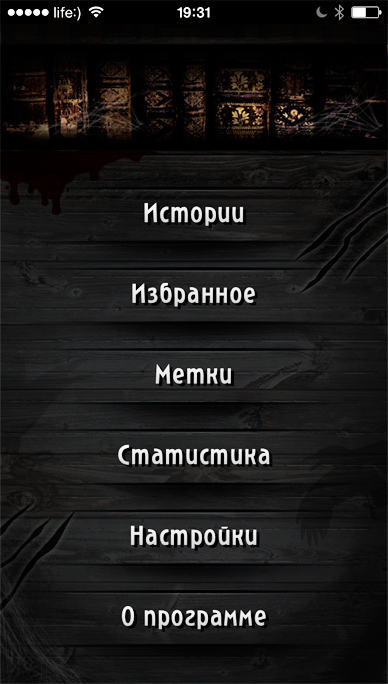 life:) 19:31
Истории
Избранное
Метки
Статистика
Настройки
О программе